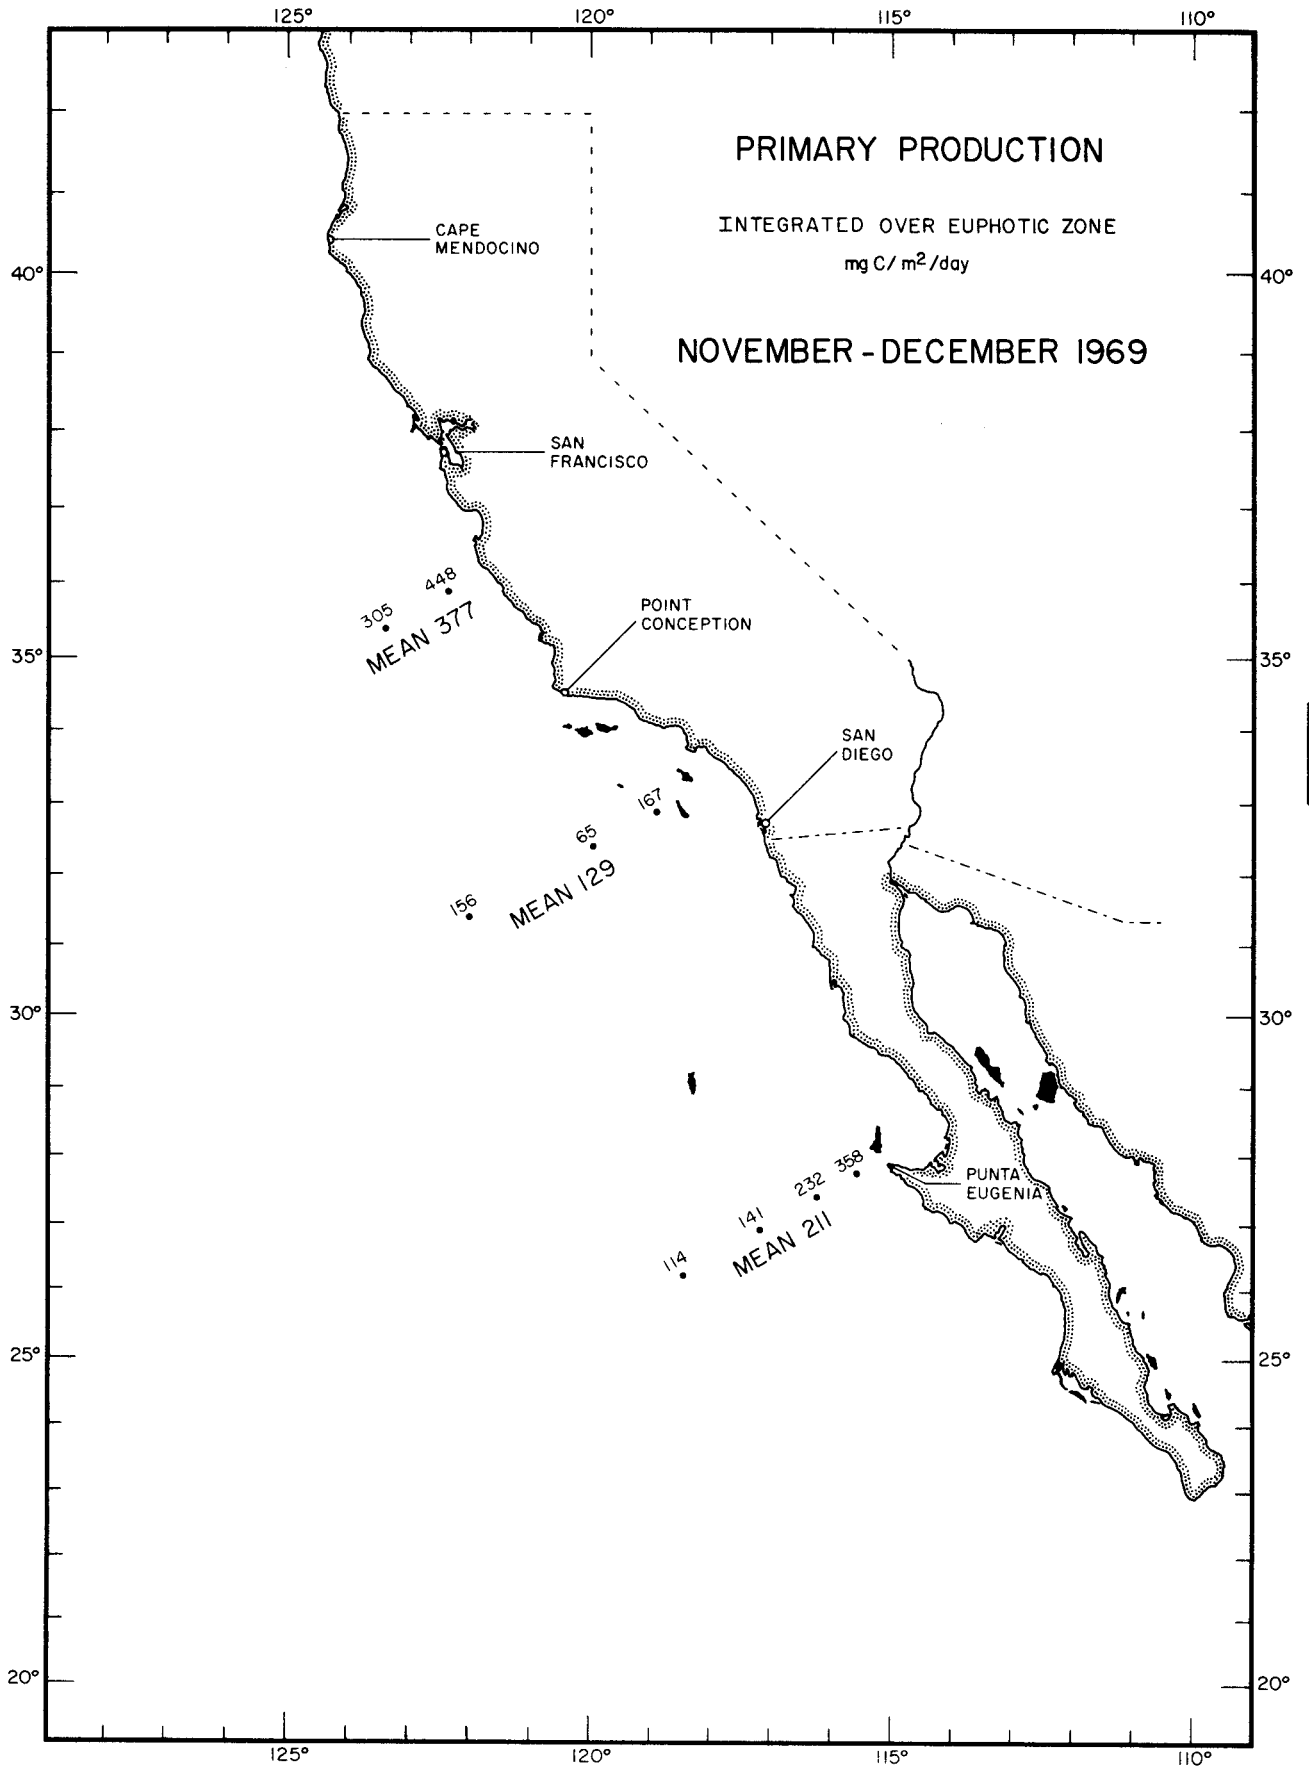 125° 120° 115° 110°
PRIMARY PRODUCTION
INTEGRATED OVER EUPHOTIC ZONE
mg C/m²/day
NOVEMBER-DECEMBER 1969
CAPE
MENDOCINO
40° 40°
SAN
FRANCISCO
448
305
MEAN 377
POINT
CONCEPTION
35° 35°
SAN
DIEGO
167
65
MEAN 129
156
30° 30°
358
232
141
114
MEAN 211
PUNTA
EUGENIA
25° 25°
20° 20°
125° 120° 115° 110°